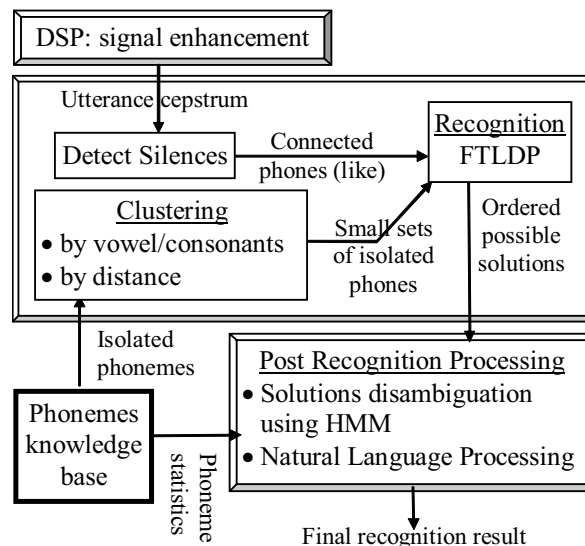 DSP: signal enhancement
Utterance cepstrum
Detect Silences
Connected
phones (like)
Recognition
FTLDP
Clustering
• by vowel/consonants
• by distance
Small sets
of isolated
phones
Ordered
possible
solutions
Isolated
phonemes
Phonemes
knowledge
base
Phoneme
statistics
Post Recognition Processing
• Solutions disambiguation
using HMM
• Natural Language Processing
Final recognition result